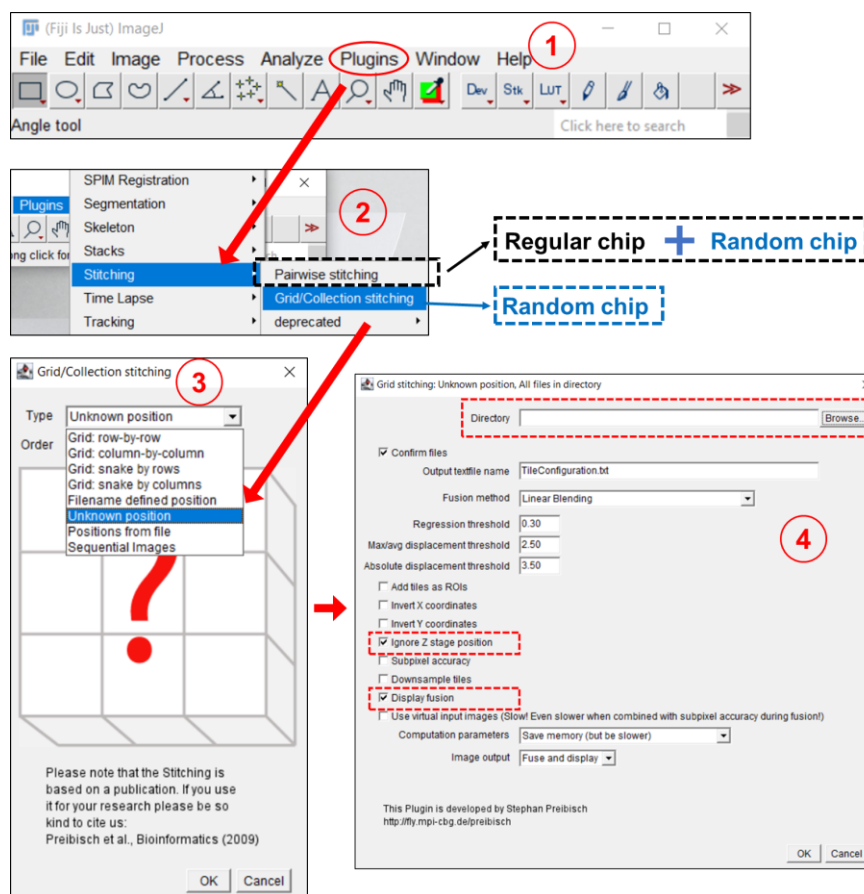 (Fiji Is Just) ImageJ
1
File Edit Image Process Analyze Plugins Window Help
A Dev Stk LUT >>
Angle tool
Click here to search
SPIM Registration
2
Plugins
Segmentation
Skeleton
>>
Stacks
Stitching
Pairwise stitching
Time Lapse
Grid/Collection stitching
Tracking
deprecated
Regular chip + Random chip
Random chip
Grid/Collection stitching
3
Type Unknown position
Order
Grid: row-by-row
Grid: column-by-column
Grid: snake by rows
Grid: snake by columns
Filename defined position
Unknown position
Positions from file
Sequential Images
?
Please note that the Stitching is
based on a publication. If you use
it for your research please be so
kind to cite us:
Preibisch et al., Bioinformatics (2009)
OK Cancel
Grid stitching: Unknown position, All files in directory
Directory Browse...
Confirm files
Output textfile name TileConfiguration.txt
Fusion method Linear Blending
Regression threshold 0.30
4
Max/avg displacement threshold 2.50
Absolute displacement threshold 3.50
Add tiles as ROIs
Invert X coordinates
Invert Y coordinates
Ignore Z stage position
Subpixel accuracy
Downsample tiles
Display fusion
Use virtual input images (Slow! Even slower when combined with subpixel accuracy during fusion!)
Computation parameters Save memory (but be slower)
Image output Fuse and display
This Plugin is developed by Stephan Preibisch
http://fly.mpi-cbg.de/preibisch
OK Cancel